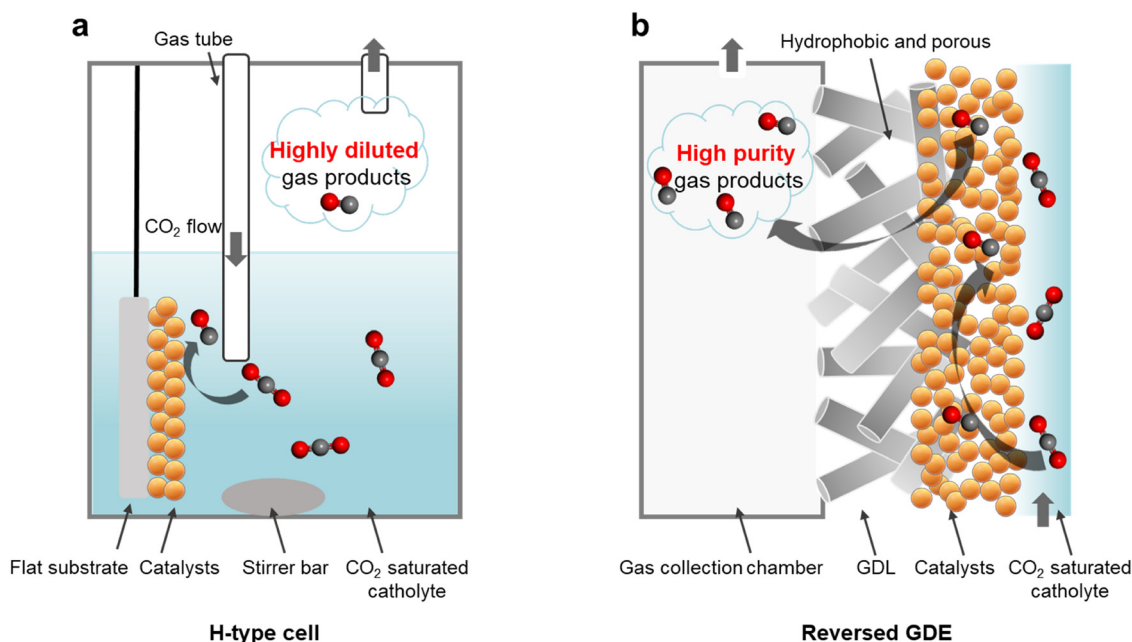 a
Gas tube
Highly diluted
gas products
CO₂ flow
Flat substrate
Catalysts
Stirrer bar
CO₂ saturated
catholyte
H-type cell
b
Hydrophobic and porous
High purity
gas products
Gas collection chamber
GDL
Catalysts
CO₂ saturated
catholyte
Reversed GDE